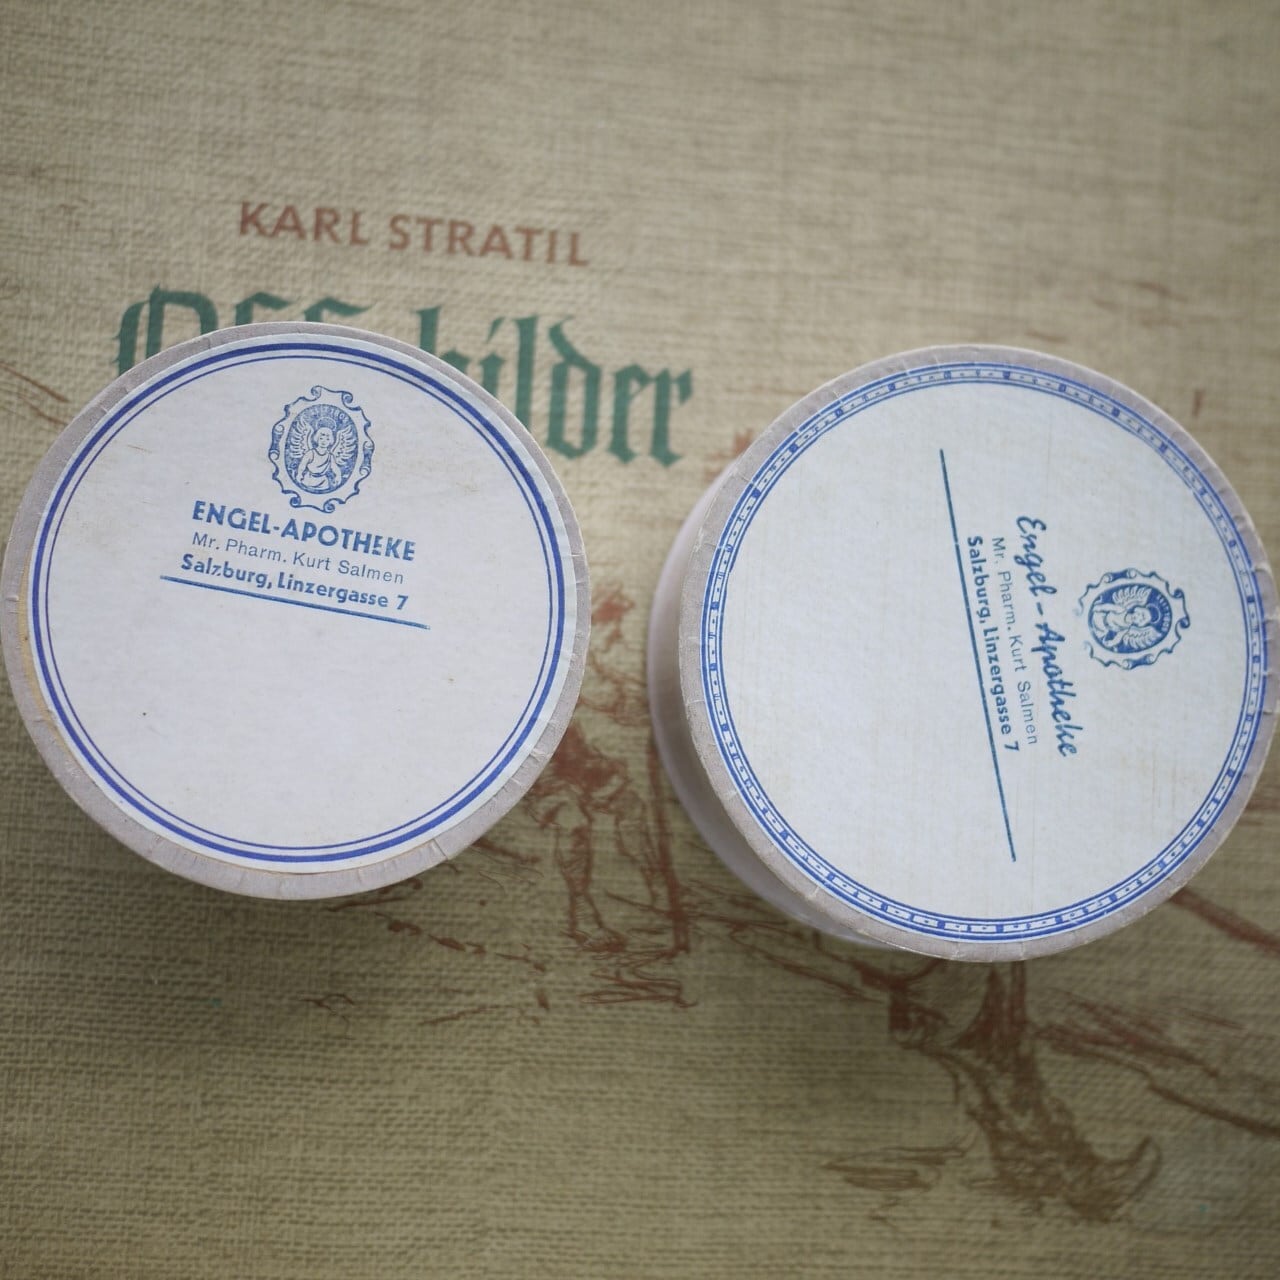 KARL STRATIL
bilder
ENGEL-APOTHEKE
Mr. Pharm. Kurt Salmen
Salzburg, Linzergasse 7
Engel-Apotheke
Mr. Pharm. Kurt Salmen
Salzburg, Linzergasse 7